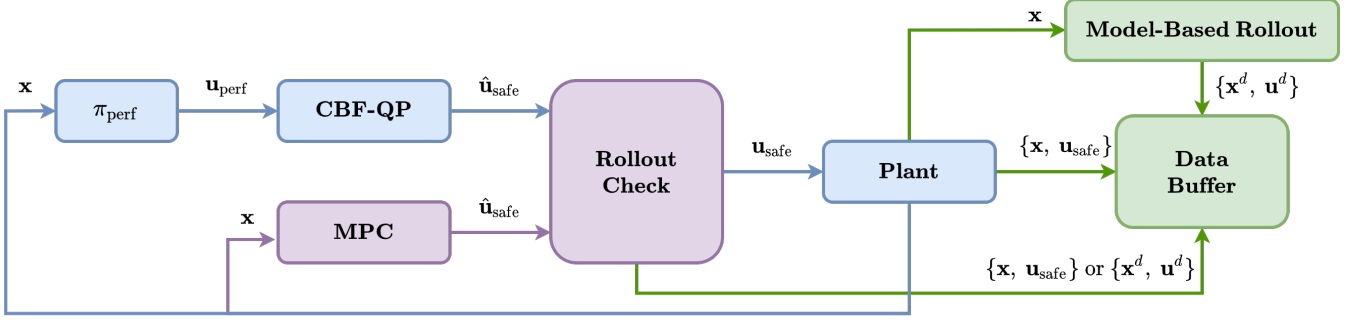 x
Model-Based Rollout
{x^d, u^d}
x
π_perf
u_perf
CBF-QP
û_safe
Rollout
Check
u_safe
Plant
{x, u_safe}
Data
Buffer
x
MPC
û_safe
{x, u_safe} or {x^d, u^d}